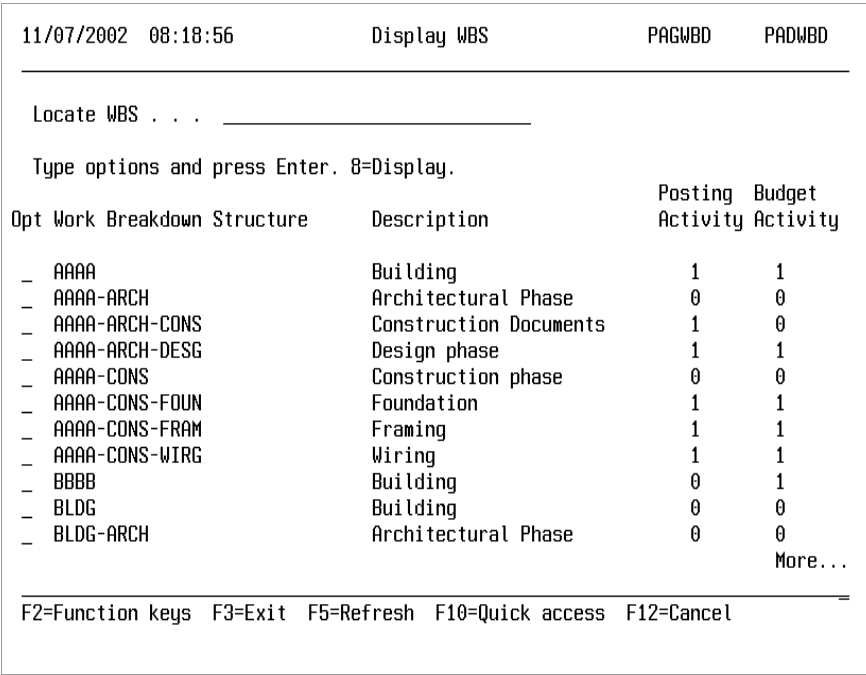 11/07/2002  08:18:56  Display WBS  PAGWBD  PADWBD
Locate WBS . . . ____________________________
Type options and press Enter. 8=Display.
Posting  Budget
Opt Work Breakdown Structure  Description  Activity Activity
_ AAAA  Building  1  1
_ AAAA-ARCH  Architectural Phase  0  0
_ AAAA-ARCH-CONS  Construction Documents  1  0
_ AAAA-ARCH-DESG  Design phase  1  1
_ AAAA-CONS  Construction phase  0  0
_ AAAA-CONS-FOUN  Foundation  1  1
_ AAAA-CONS-FRAM  Framing  1  1
_ AAAA-CONS-WIRG  Wiring  1  1
_ BBBB  Building  0  1
_ BLDG  Building  0  0
_ BLDG-ARCH  Architectural Phase  0  0
More...
F2=Function keys  F3=Exit  F5=Refresh  F10=Quick access  F12=Cancel